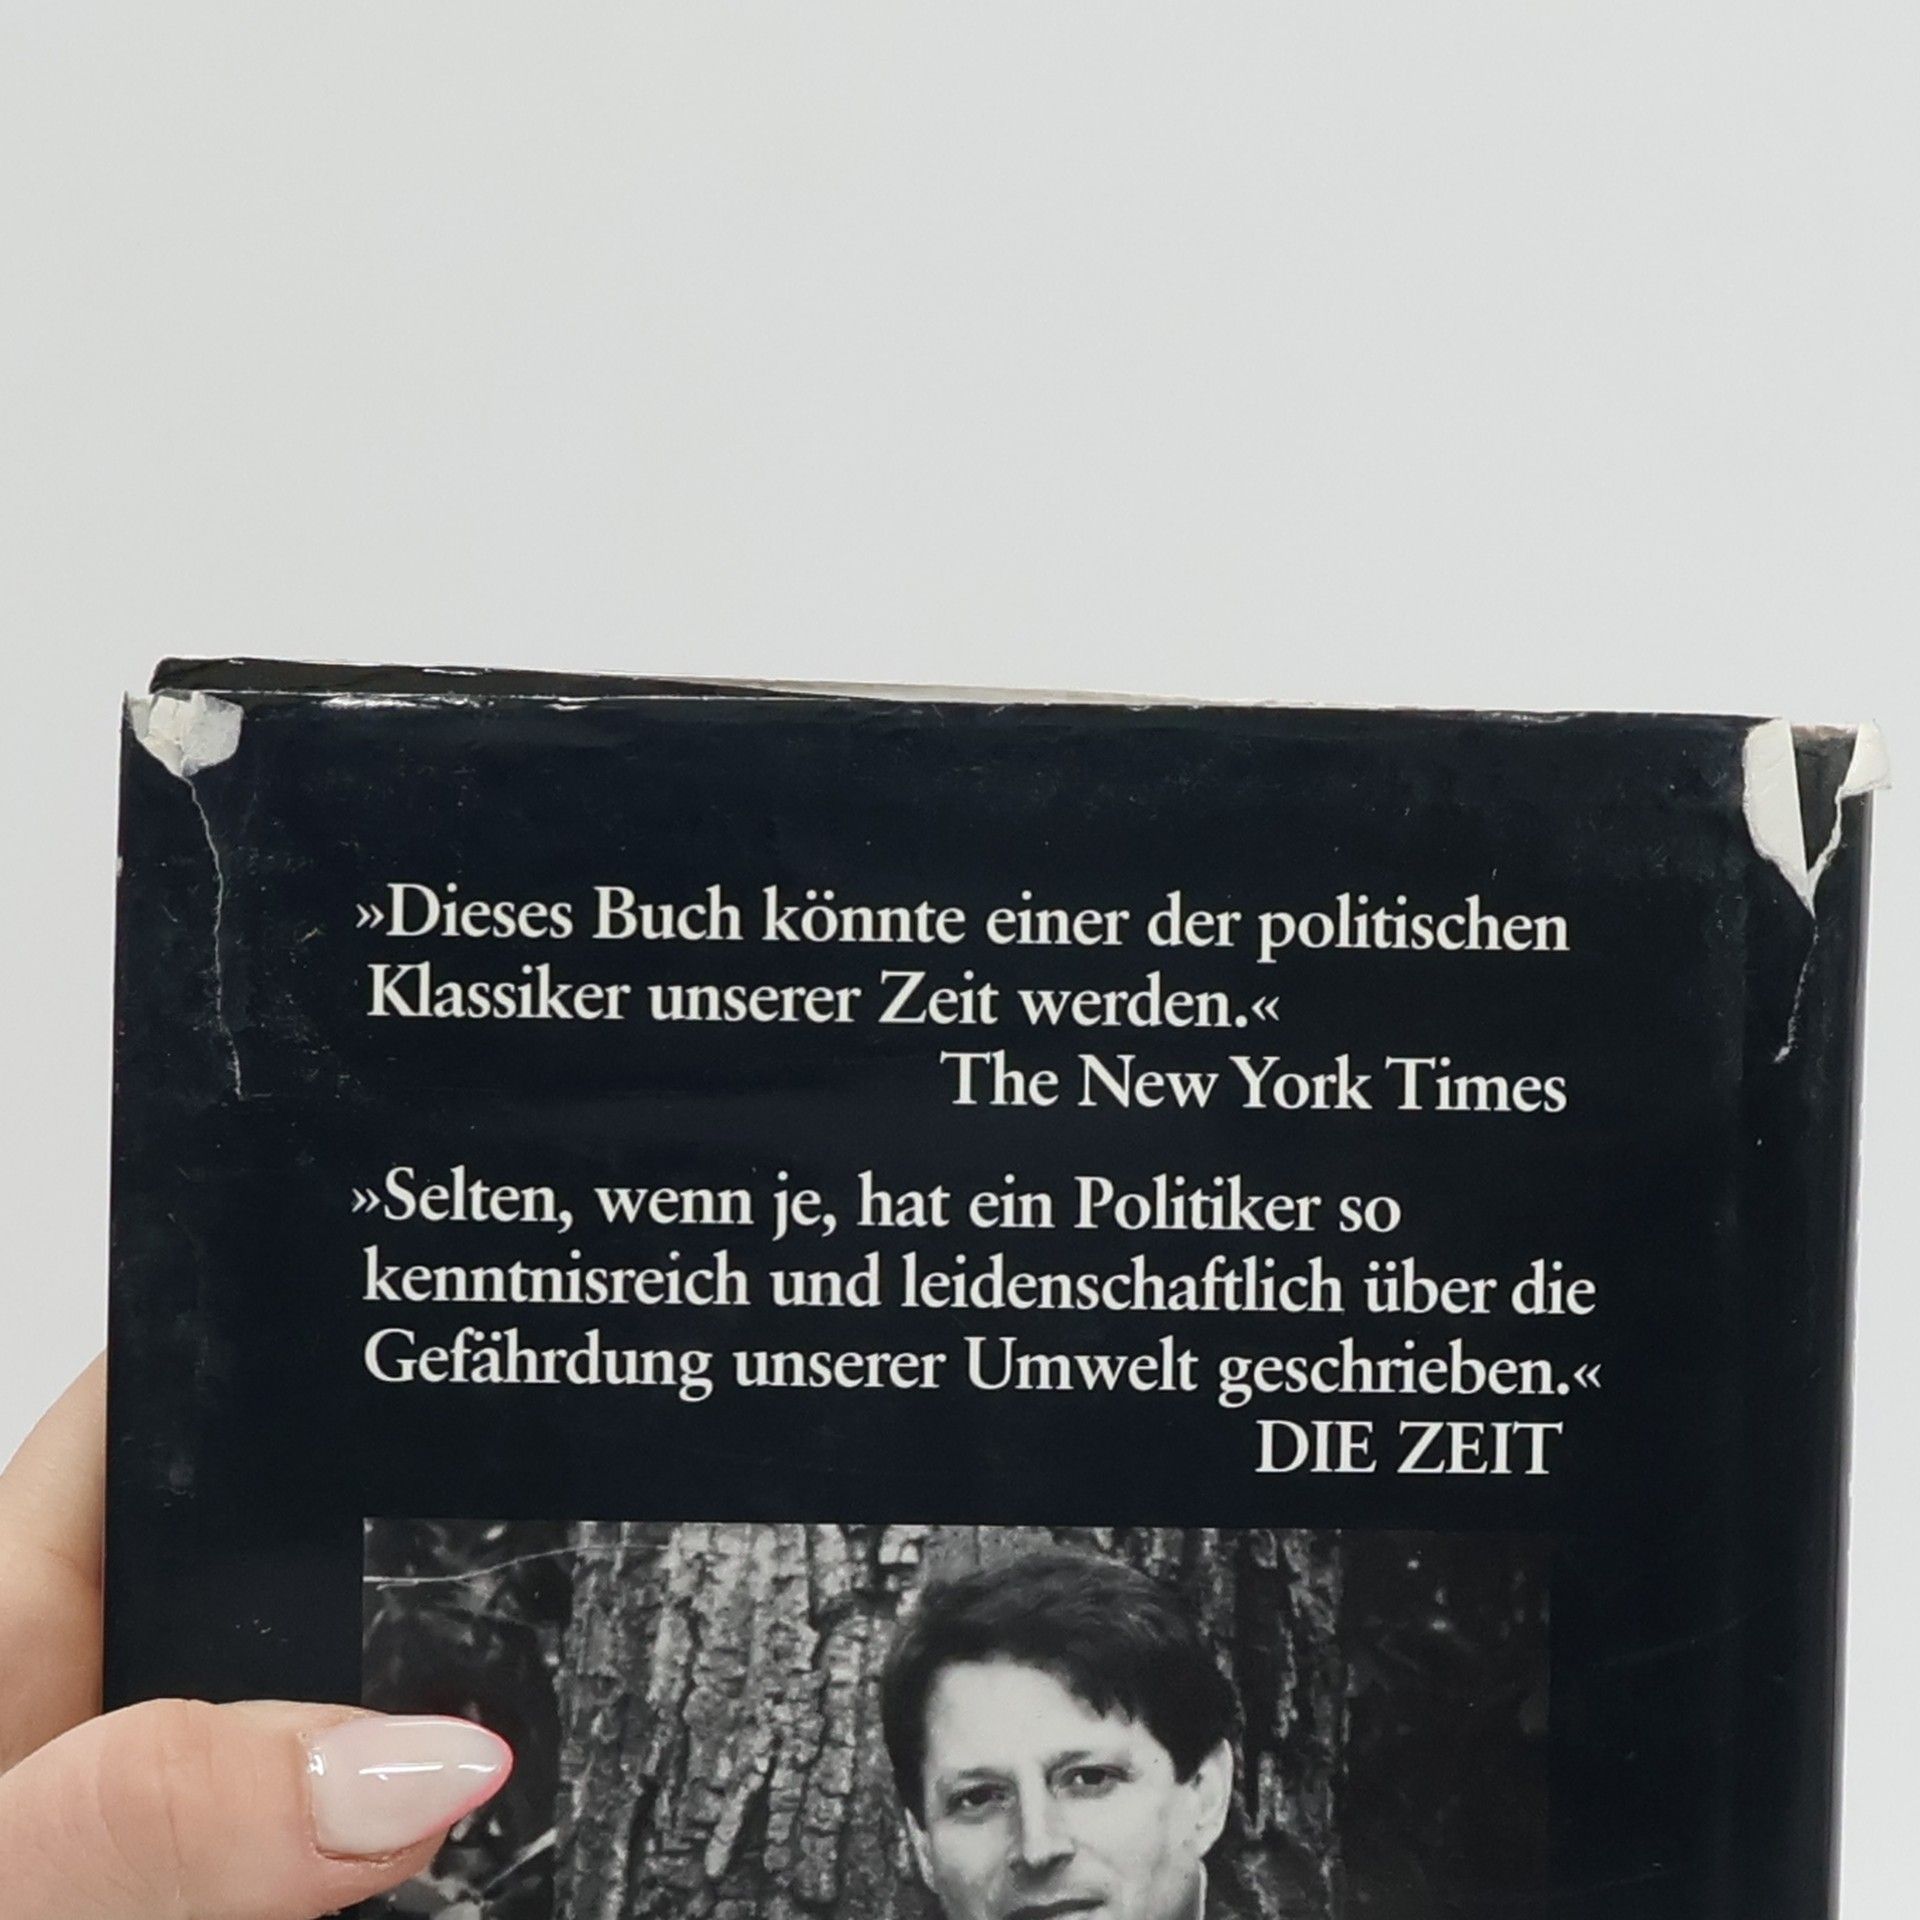 »Dieses Buch könnte einer der politischen
Klassiker unserer Zeit werden.«
The New York Times
»Selten, wenn je, hat ein Politiker so
kenntnisreich und leidenschaftlich über die
Gefährdung unserer Umwelt geschrieben.«
DIE ZEIT